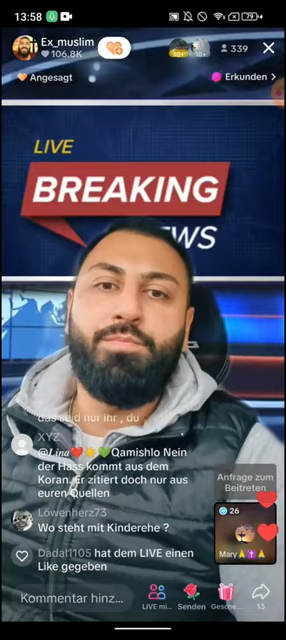 13:58
79
Ex_muslim
106.8K
10+
10+
339
Angesagt
Erkunden >
LIVE
BREAKING
NEWS
das seid nur ihr , du
XYZ
@Lina❤️☀️💚Qamishlo Nein
der Hass kommt aus dem
Koran. Er zitiert doch nur aus
euren Quellen
Löwenherz73
Wo steht mit Kinderehe ?
Dadal1105 hat dem LIVE einen
Like gegeben
Anfrage zum
Beitreten
26
Mary🙏✝️🙏
Kommentar hinz...
LIVE mi...
Senden
Gesche...
13